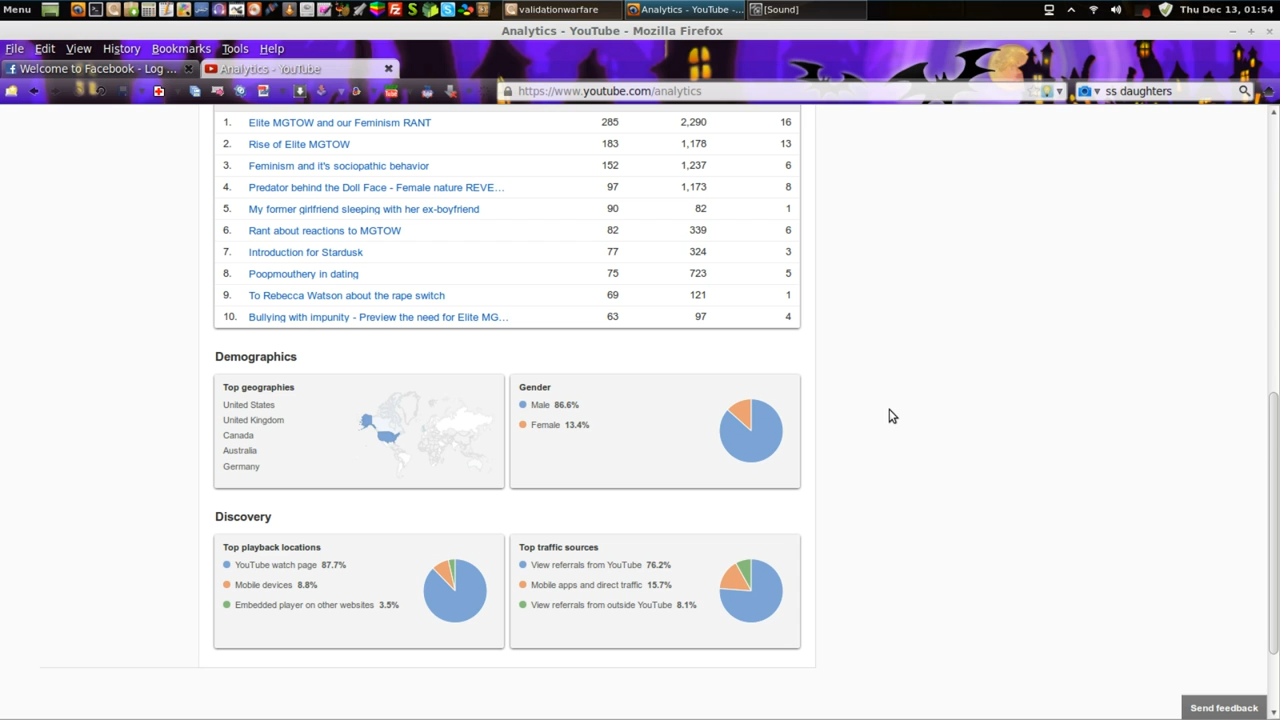 Menu validationwarfare Analytics - YouTube -... [Sound] Thu Dec 13, 01:54
Analytics - YouTube - Mozilla Firefox
File Edit View History Bookmarks Tools Help
Welcome to Facebook - Log ... Analytics - YouTube
https://www.youtube.com/analytics ss daughters
1. Elite MGTOW and our Feminism RANT 285 2,290 16
2. Rise of Elite MGTOW 183 1,178 13
3. Feminism and it's sociopathic behavior 152 1,237 6
4. Predator behind the Doll Face - Female nature REVE... 97 1,173 8
5. My former girlfriend sleeping with her ex-boyfriend 90 82 1
6. Rant about reactions to MGTOW 82 339 6
7. Introduction for Stardusk 77 324 3
8. Poopmouthery in dating 75 723 5
9. To Rebecca Watson about the rape switch 69 121 1
10. Bullying with impunity - Preview the need for Elite MG... 63 97 4
Demographics
Top geographies
United States
United Kingdom
Canada
Australia
Germany
Gender
Male 86.6%
Female 13.4%
Discovery
Top playback locations
YouTube watch page 87.7%
Mobile devices 8.8%
Embedded player on other websites 3.5%
Top traffic sources
View referrals from YouTube 76.2%
Mobile apps and direct traffic 15.7%
View referrals from outside YouTube 8.1%
Send feedback